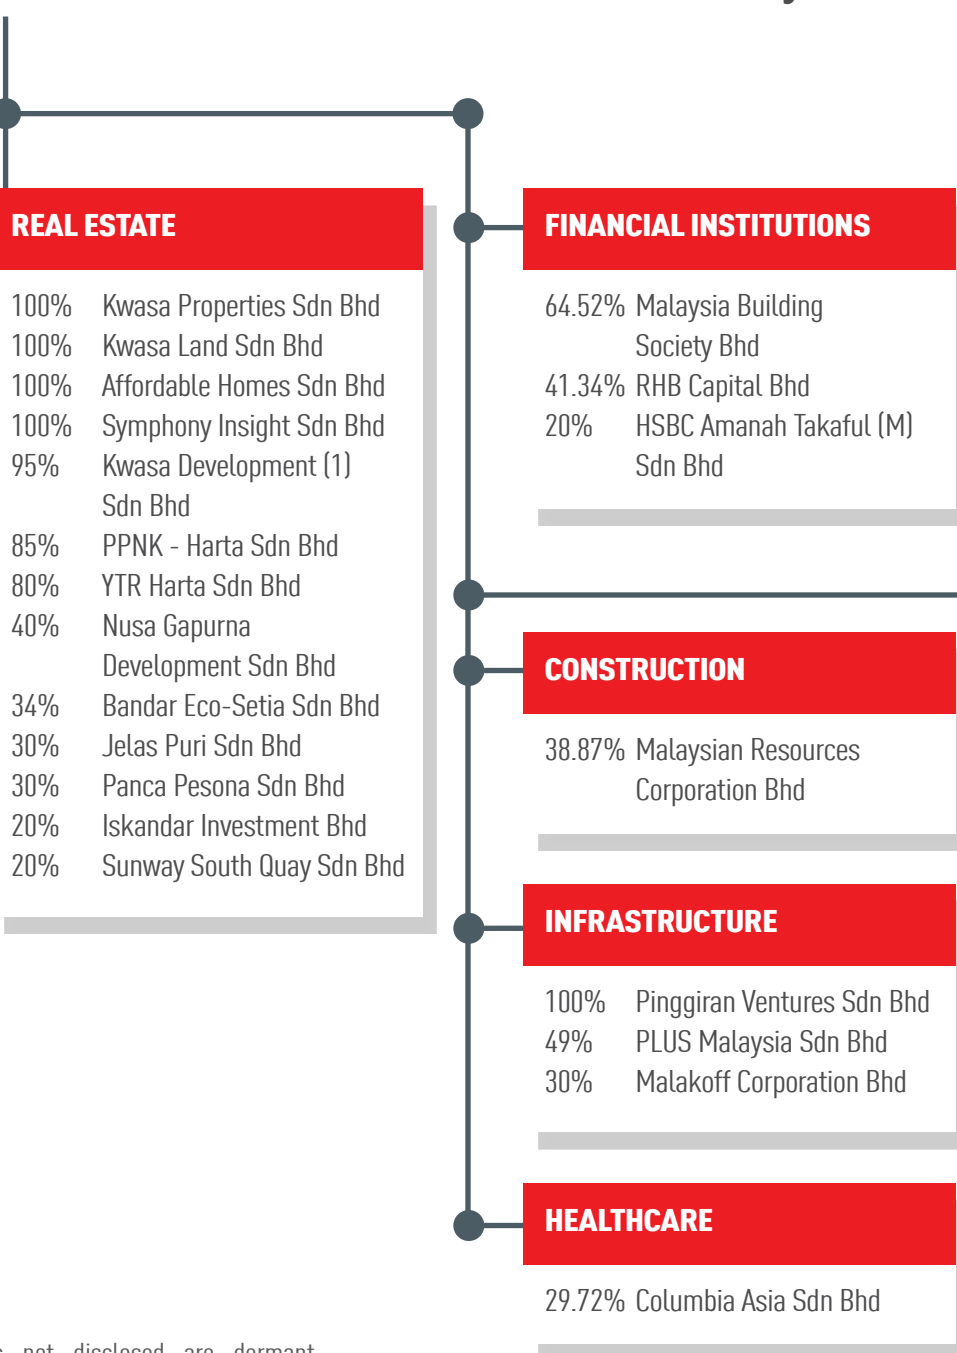 REAL ESTATE
100% Kwasa Properties Sdn Bhd
100% Kwasa Land Sdn Bhd
100% Affordable Homes Sdn Bhd
100% Symphony Insight Sdn Bhd
95% Kwasa Development (1)
Sdn Bhd
85% PPNK - Harta Sdn Bhd
80% YTR Harta Sdn Bhd
40% Nusa Gapurna
Development Sdn Bhd
34% Bandar Eco-Setia Sdn Bhd
30% Jelas Puri Sdn Bhd
30% Panca Pesona Sdn Bhd
20% Iskandar Investment Bhd
20% Sunway South Quay Sdn Bhd
FINANCIAL INSTITUTIONS
64.52% Malaysia Building
Society Bhd
41.34% RHB Capital Bhd
20% HSBC Amanah Takaful (M)
Sdn Bhd
CONSTRUCTION
38.87% Malaysian Resources
Corporation Bhd
INFRASTRUCTURE
100% Pinggiran Ventures Sdn Bhd
49% PLUS Malaysia Sdn Bhd
30% Malakoff Corporation Bhd
HEALTHCARE
29.72% Columbia Asia Sdn Bhd
not disclosed are dormant